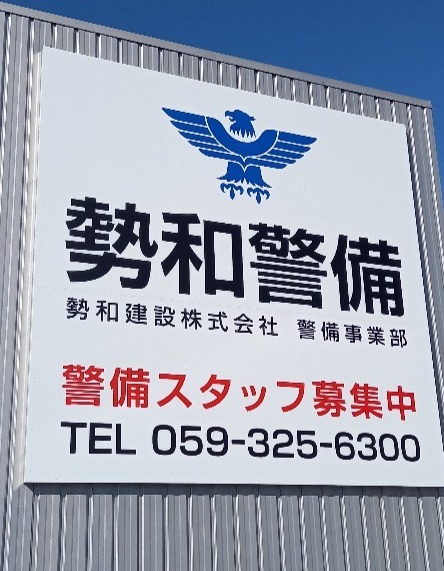 勢和警備
勢和建設株式会社 警備事業部
警備スタッフ募集中
TEL 059-325-6300